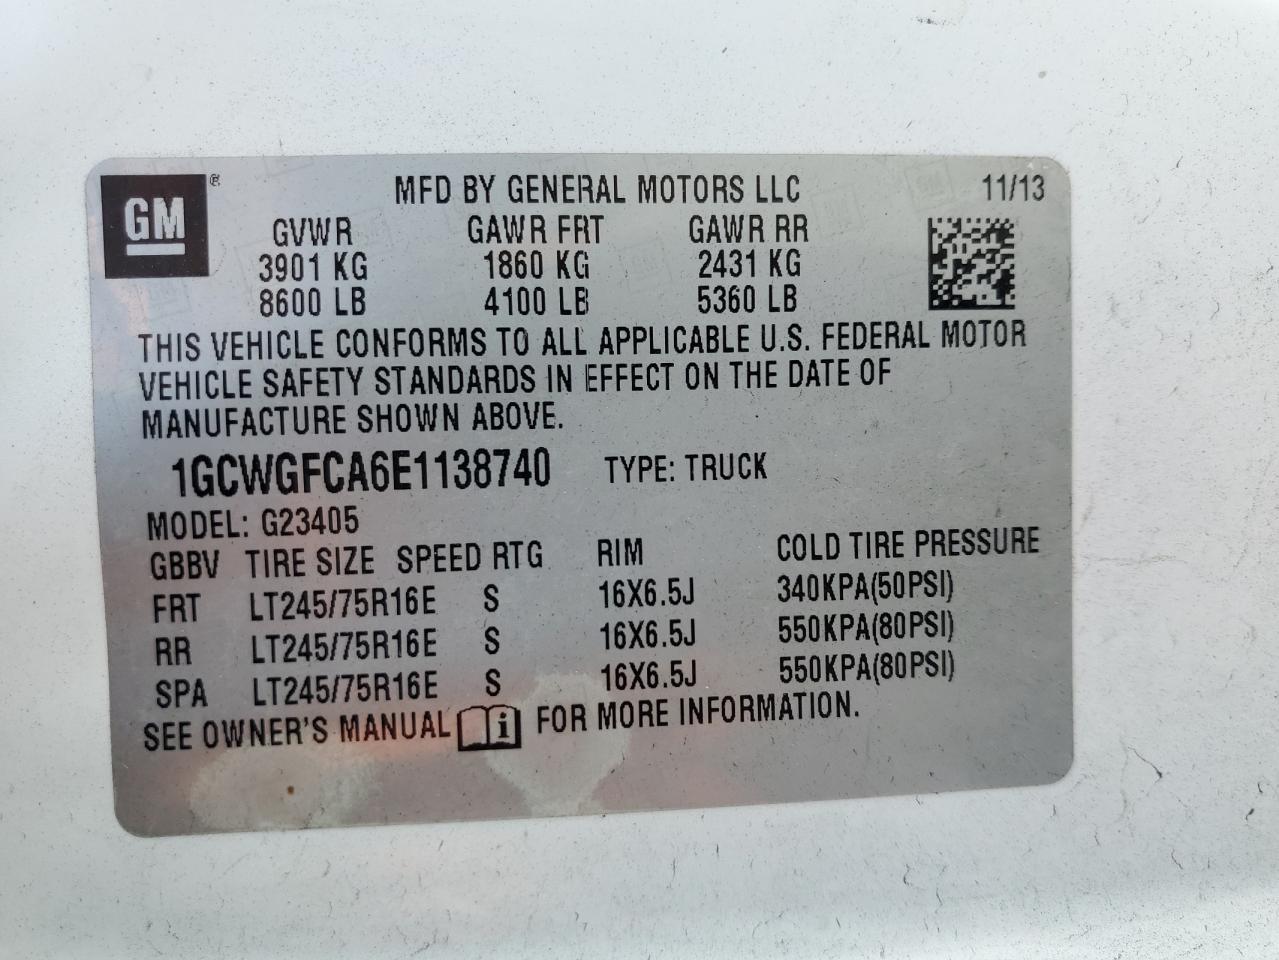 GM ® MFD BY GENERAL MOTORS LLC 11/13
GVWR GAWR FRT GAWR RR
3901 KG 1860 KG 2431 KG
8600 LB 4100 LB 5360 LB
THIS VEHICLE CONFORMS TO ALL APPLICABLE U.S. FEDERAL MOTOR
VEHICLE SAFETY STANDARDS IN EFFECT ON THE DATE OF
MANUFACTURE SHOWN ABOVE.
1GCWGFCA6E1138740 TYPE: TRUCK
MODEL: G23405
GBBV TIRE SIZE SPEED RTG RIM COLD TIRE PRESSURE
FRT LT245/75R16E S 16X6.5J 340KPA(50PSI)
RR LT245/75R16E S 16X6.5J 550KPA(80PSI)
SPA LT245/75R16E S 16X6.5J 550KPA(80PSI)
SEE OWNER'S MANUAL i FOR MORE INFORMATION.